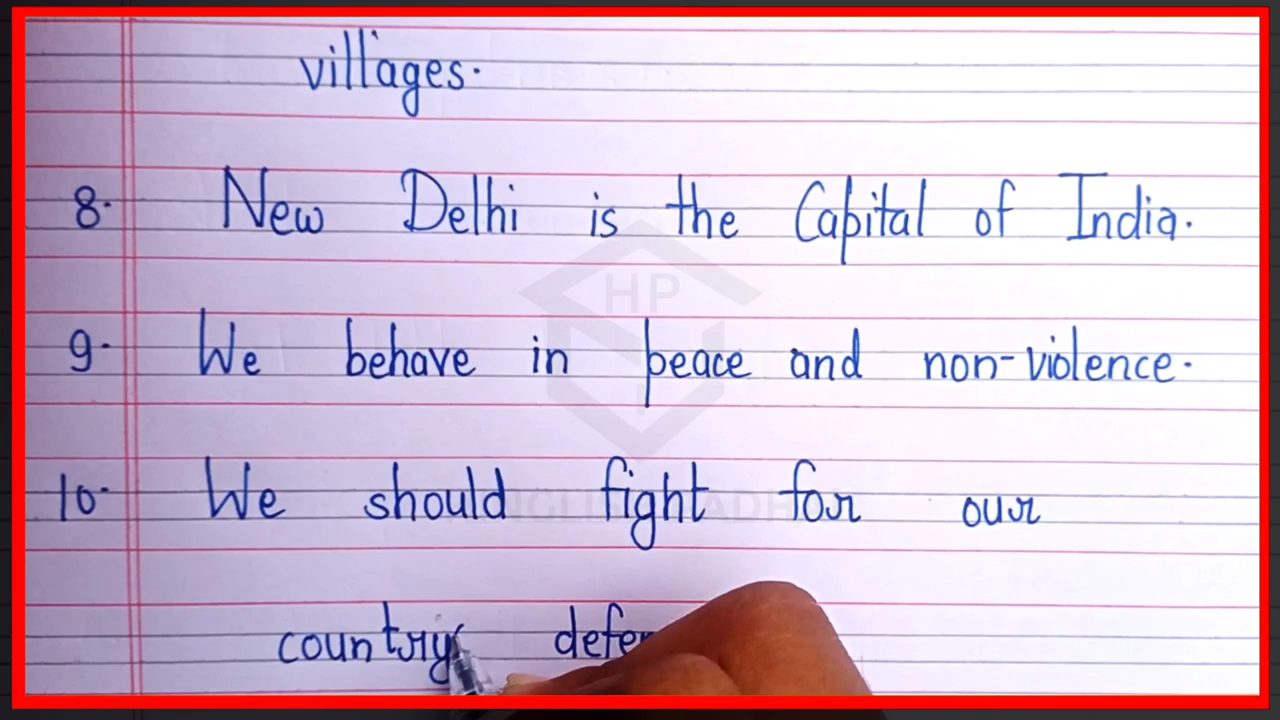 villages.
8. New Delhi is the Capital of India.
9. We behave in peace and non-violence.
10. We should fight for our
country
HP